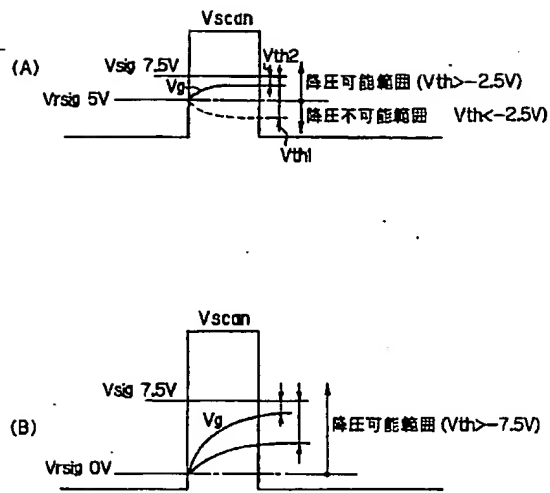 Vscan
(A)
Vsig 7.5V
Vth2
Vg
降圧可能範囲 (Vth>-2.5V)
Vrsig 5V
降圧不可能範囲 Vth<-2.5V)
Vth1
Vscan
Vsig 7.5V
(B)
Vg
降圧可能範囲 (Vth>-7.5V)
Vrsig 0V